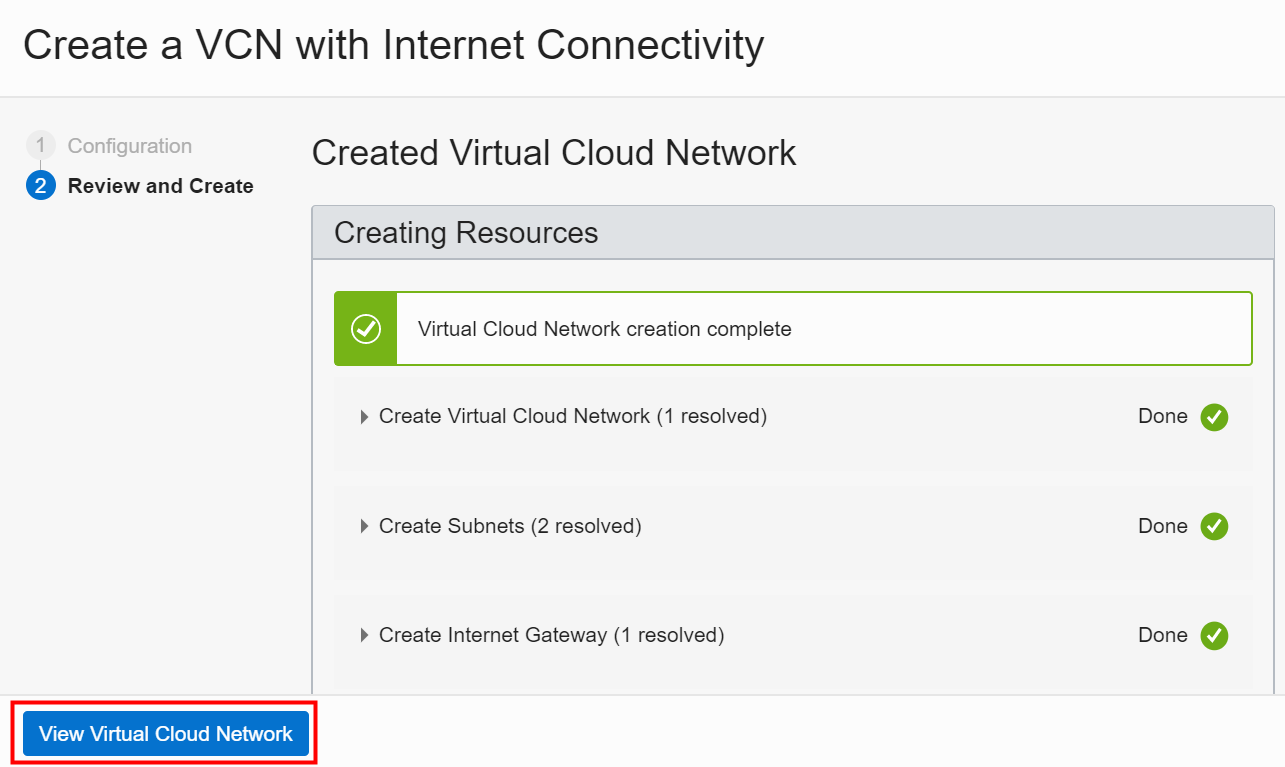 Create a VCN with Internet Connectivity
1 Configuration
2 Review and Create
Created Virtual Cloud Network
Creating Resources
Virtual Cloud Network creation complete
Create Virtual Cloud Network (1 resolved) Done
Create Subnets (2 resolved) Done
Create Internet Gateway (1 resolved) Done
View Virtual Cloud Network